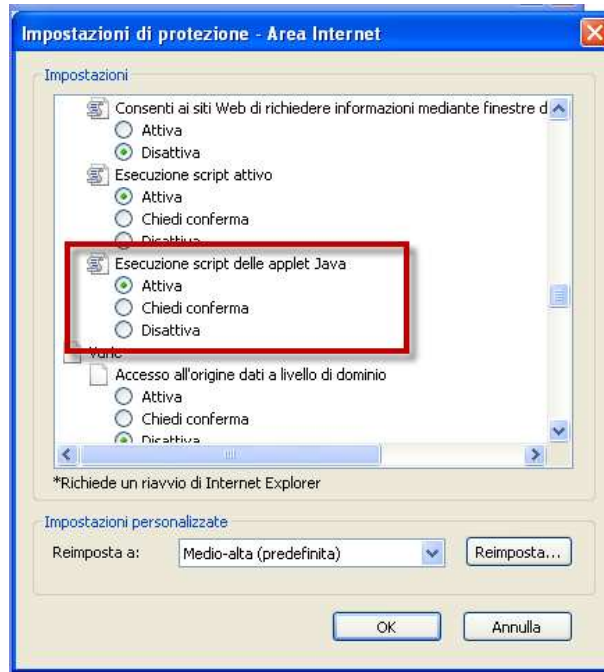 Impostazioni di protezione - Area Internet
Impostazioni
Consenti ai siti Web di richiedere informazioni mediante finestre d
Attiva
Disattiva
Esecuzione script attivo
Attiva
Chiedi conferma
Disattiva
Esecuzione script delle applet Java
Attiva
Chiedi conferma
Disattiva
Varie
Accesso all'origine dati a livello di dominio
Attiva
Chiedi conferma
Disattiva
*Richiede un riavvio di Internet Explorer
Impostazioni personalizzate
Reimposta a:
Medio-alta (predefinita)
Reimposta...
OK
Annulla